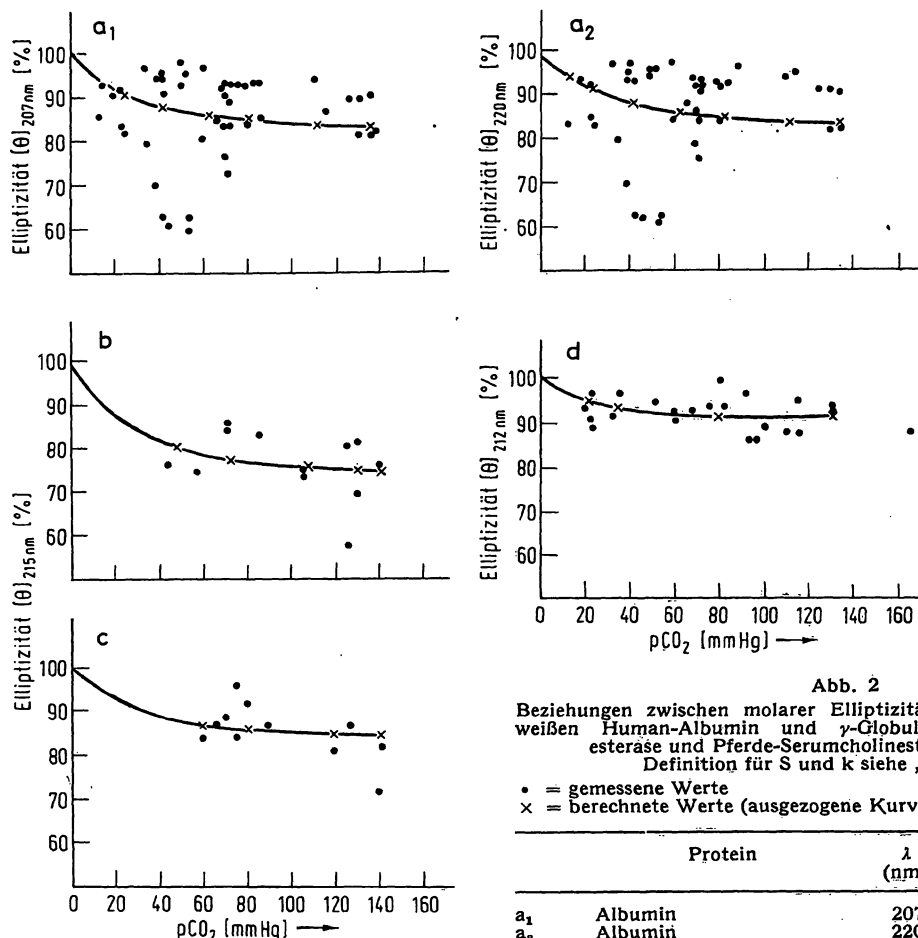 a₁
100
90
80
70
60
Elliptizität [θ]207nm [%]
a₂
100
90
80
70
60
Elliptizität [θ]220nm [%]
b
100
90
80
70
60
Elliptizität [θ]215nm [%]
c
100
90
80
70
60
0 20 40 60 80 100 120 140
pCO₂ [mmHg] →
d
100
90
80
70
60
Elliptizität [θ]212nm [%]
0 20 40 60 80 100 120 140 160
pCO₂ [mmHg] →
Abb. 2
Beziehungen zwischen molarer Elliptizitä
weißen Human-Albumin und γ-Globul
esterase und Pferde-Serumcholinest
Definition für S und k siehe ,
• = gemessene Werte
× = berechnete Werte (ausgezogene Kurv
Protein λ
(nm
a₁ Albumin 207
a₂ Albumin 220